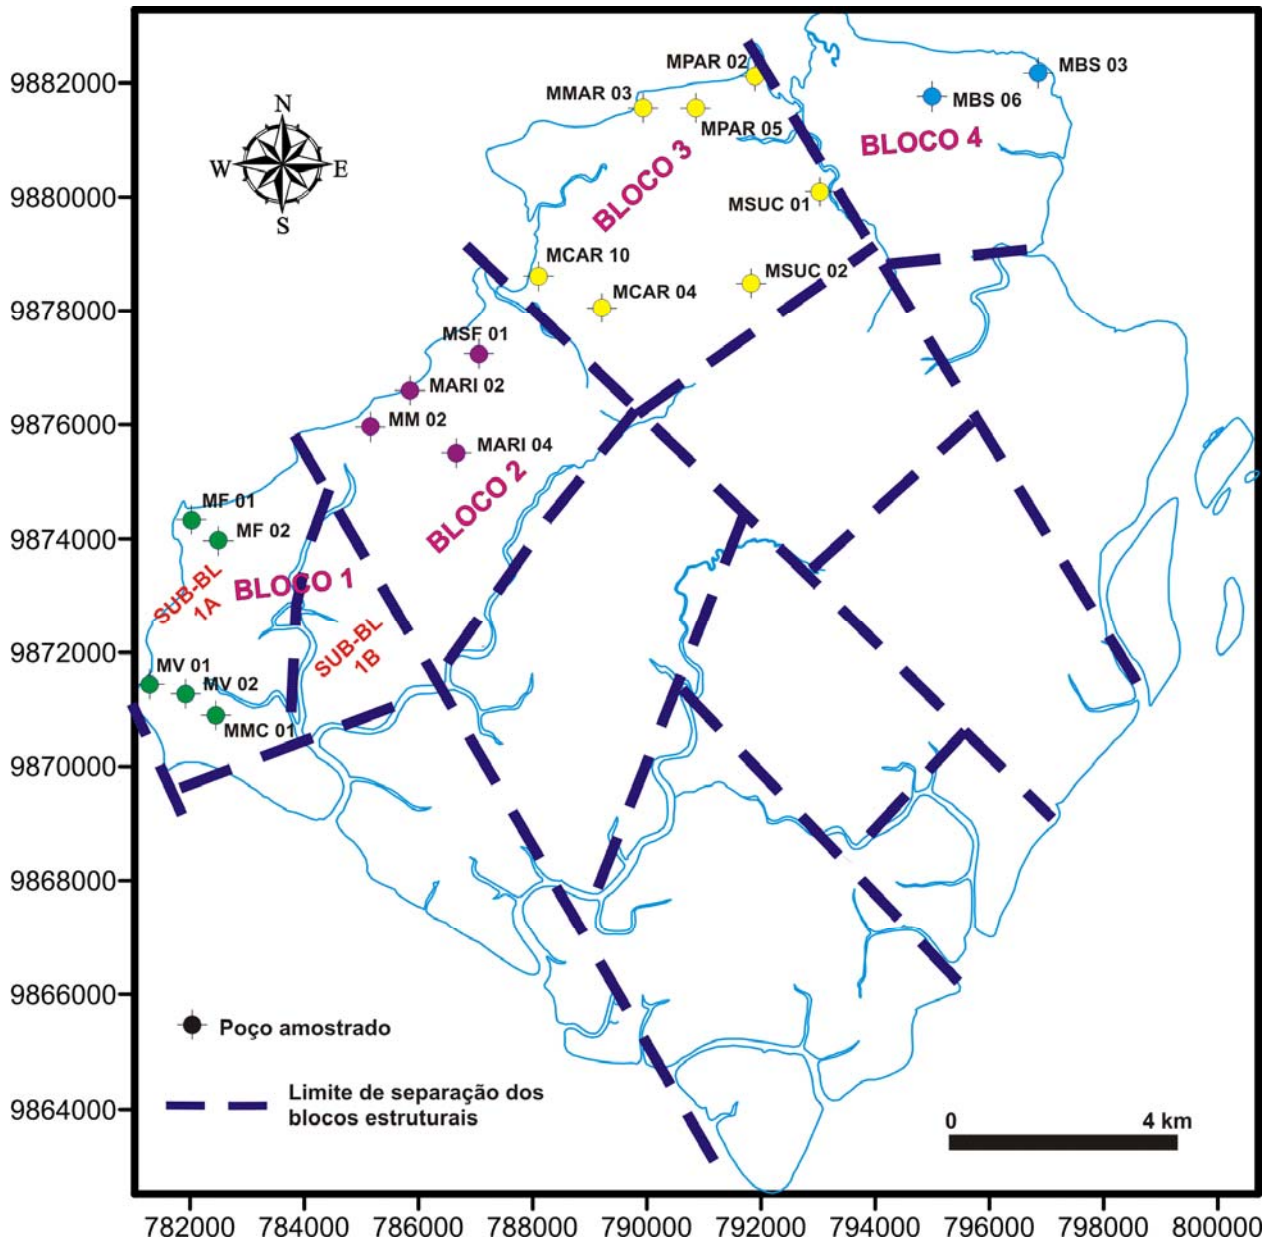 9882000
9880000
9878000
9876000
9874000
9872000
9870000
9868000
9866000
9864000
N
W
E
S
MPAR 02
MMAR 03
MPAR 05
MBS 03
MBS 06
BLOCO 4
BLOCO 3
MSUC 01
MCAR 10
MSUC 02
MCAR 04
MSF 01
MARI 02
MM 02
MARI 04
BLOCO 2
MF 01
MF 02
BLOCO 1
SUB-BL
1A
SUB-BL
1B
MV 01
MV 02
MMC 01
Poço amostrado
Limite de separação dos
blocos estruturais
0 4 km
782000 784000 786000 788000 790000 792000 794000 796000 798000 800000